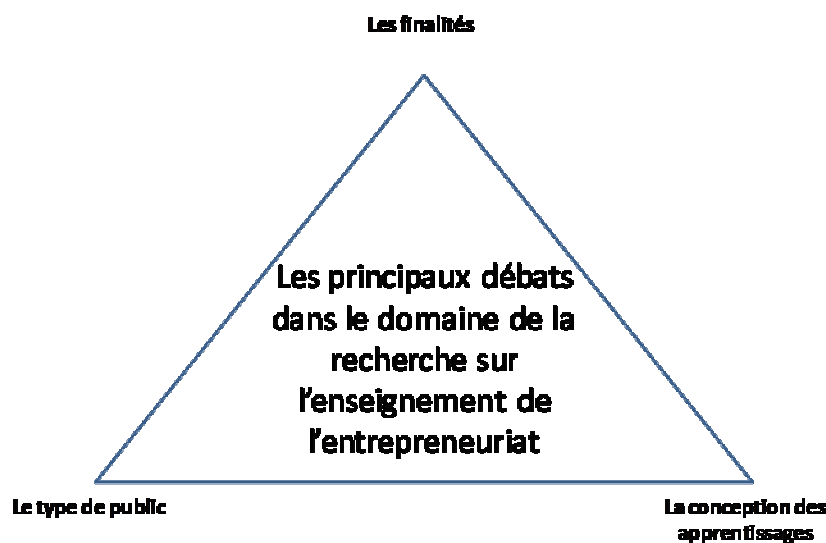 Les finalités
Les principaux débats
dans le domaine de la
recherche sur
l'enseignement de
l'entrepreneuriat
Le type de public
La conception des
apprentissages